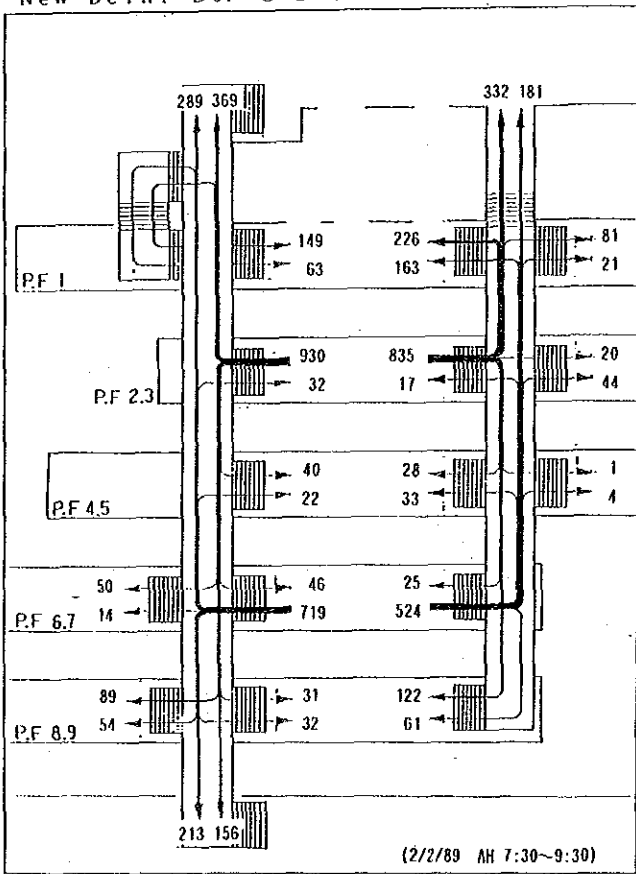 New Delhi
289 369 332 181
149 226 81
63 163 21
P.F 1
930 835 20
32 17 44
P.F 2.3
40 28 1
22 33 4
P.F 4.5
50 46 25
14 719 524
P.F 6.7
89 31 122
54 32 61
P.F 8.9
213 156
(2/2/89 AM 7:30~9:30)